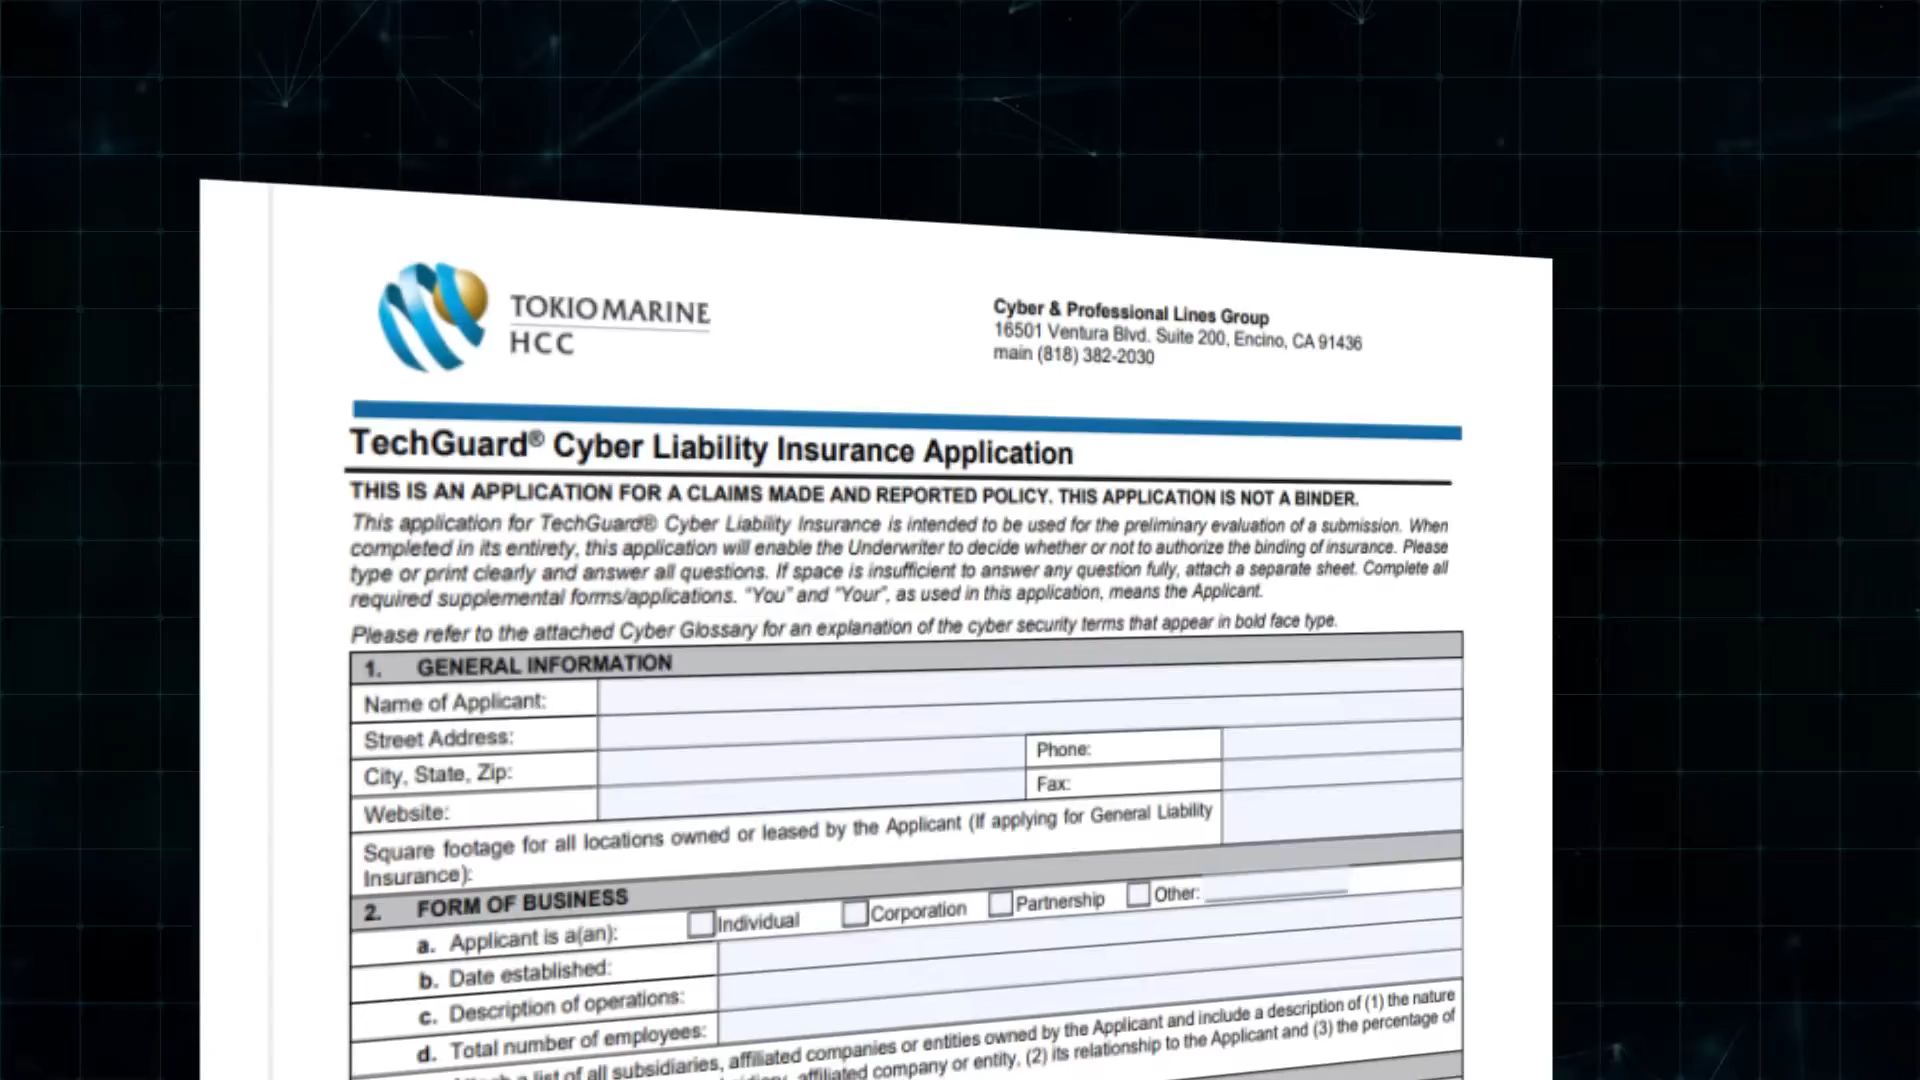 TOKIO MARINE
HCC
Cyber & Professional Lines Group
16501 Ventura Blvd. Suite 200, Encino, CA 91436
main (818) 382-2030
TechGuard® Cyber Liability Insurance Application
THIS IS AN APPLICATION FOR A CLAIMS MADE AND REPORTED POLICY. THIS APPLICATION IS NOT A BINDER.
This application for TechGuard® Cyber Liability Insurance is intended to be used for the preliminary evaluation of a submission. When
completed in its entirety, this application will enable the Underwriter to decide whether or not to authorize the binding of insurance. Please
type or print clearly and answer all questions. If space is insufficient to answer any question fully, attach a separate sheet. Complete all
required supplemental forms/applications. "You" and "Your", as used in this application, means the Applicant.
Please refer to the attached Cyber Glossary for an explanation of the cyber security terms that appear in bold face type.
1. GENERAL INFORMATION
Name of Applicant:
Street Address:
City, State, Zip:
Phone:
Website:
Fax:
Square footage for all locations owned or leased by the Applicant (If applying for General Liability
Insurance):
2. FORM OF BUSINESS
a. Applicant is a(an): Individual Corporation Partnership Other:
b. Date established:
c. Description of operations:
d. Total number of employees:
list of all subsidiaries, affiliated companies or entities owned by the Applicant and include a description of (1) the nature
affiliated company or entity, (2) its relationship to the Applicant and (3) the percentage of